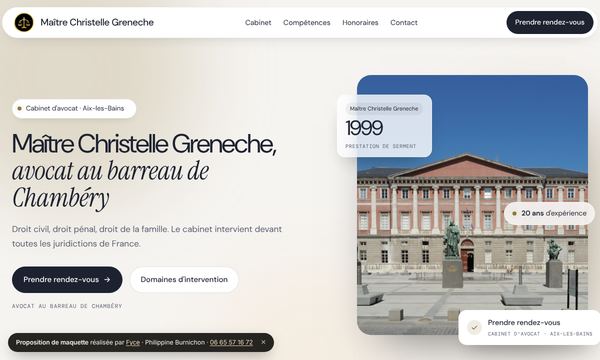 Maître Christelle Greneche
Cabinet
Compétences
Honoraires
Contact
Prendre rendez-vous
Cabinet d'avocat · Aix-les-Bains
Maître Christelle Greneche,
avocat au barreau de
Chambéry
Droit civil, droit pénal, droit de la famille. Le cabinet intervient devant
toutes les juridictions de France.
Prendre rendez-vous →
Domaines d'intervention
AVOCAT AU BARREAU DE CHAMBÉRY
Maître Christelle Greneche
1999
PRESTATION DE SERMENT
20 ans d'expérience
Prendre rendez-vous
CABINET D'AVOCAT · AIX-LES-BAINS
Proposition de maquette réalisée par Fyce · Philippine Burnichon · 06 65 57 16 72 ×